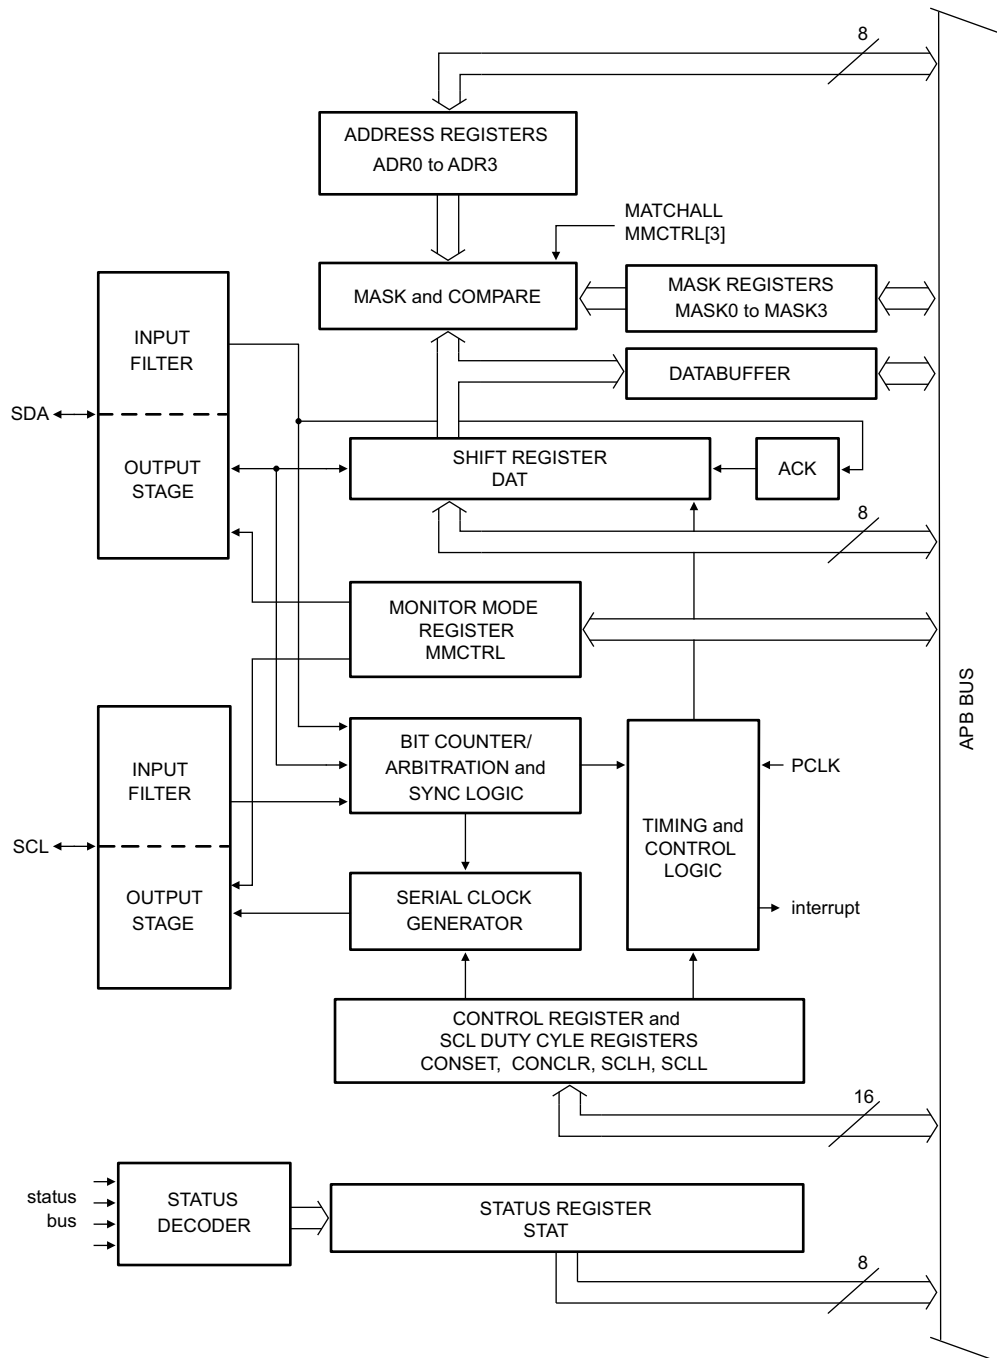 8
ADDRESS REGISTERS
ADR0 to ADR3
MATCHALL
MMCTRL[3]
MASK and COMPARE
MASK REGISTERS
MASK0 to MASK3
INPUT
FILTER
DATABUFFER
SDA
OUTPUT
STAGE
SHIFT REGISTER
DAT
ACK
8
MONITOR MODE
REGISTER
MMCTRL
APB BUS
INPUT
FILTER
BIT COUNTER/
ARBITRATION and
SYNC LOGIC
PCLK
SCL
TIMING and
CONTROL
LOGIC
OUTPUT
STAGE
SERIAL CLOCK
GENERATOR
interrupt
CONTROL REGISTER and
SCL DUTY CYLE REGISTERS
CONSET, CONCLR, SCLH, SCLL
16
status
bus
STATUS
DECODER
STATUS REGISTER
STAT
8